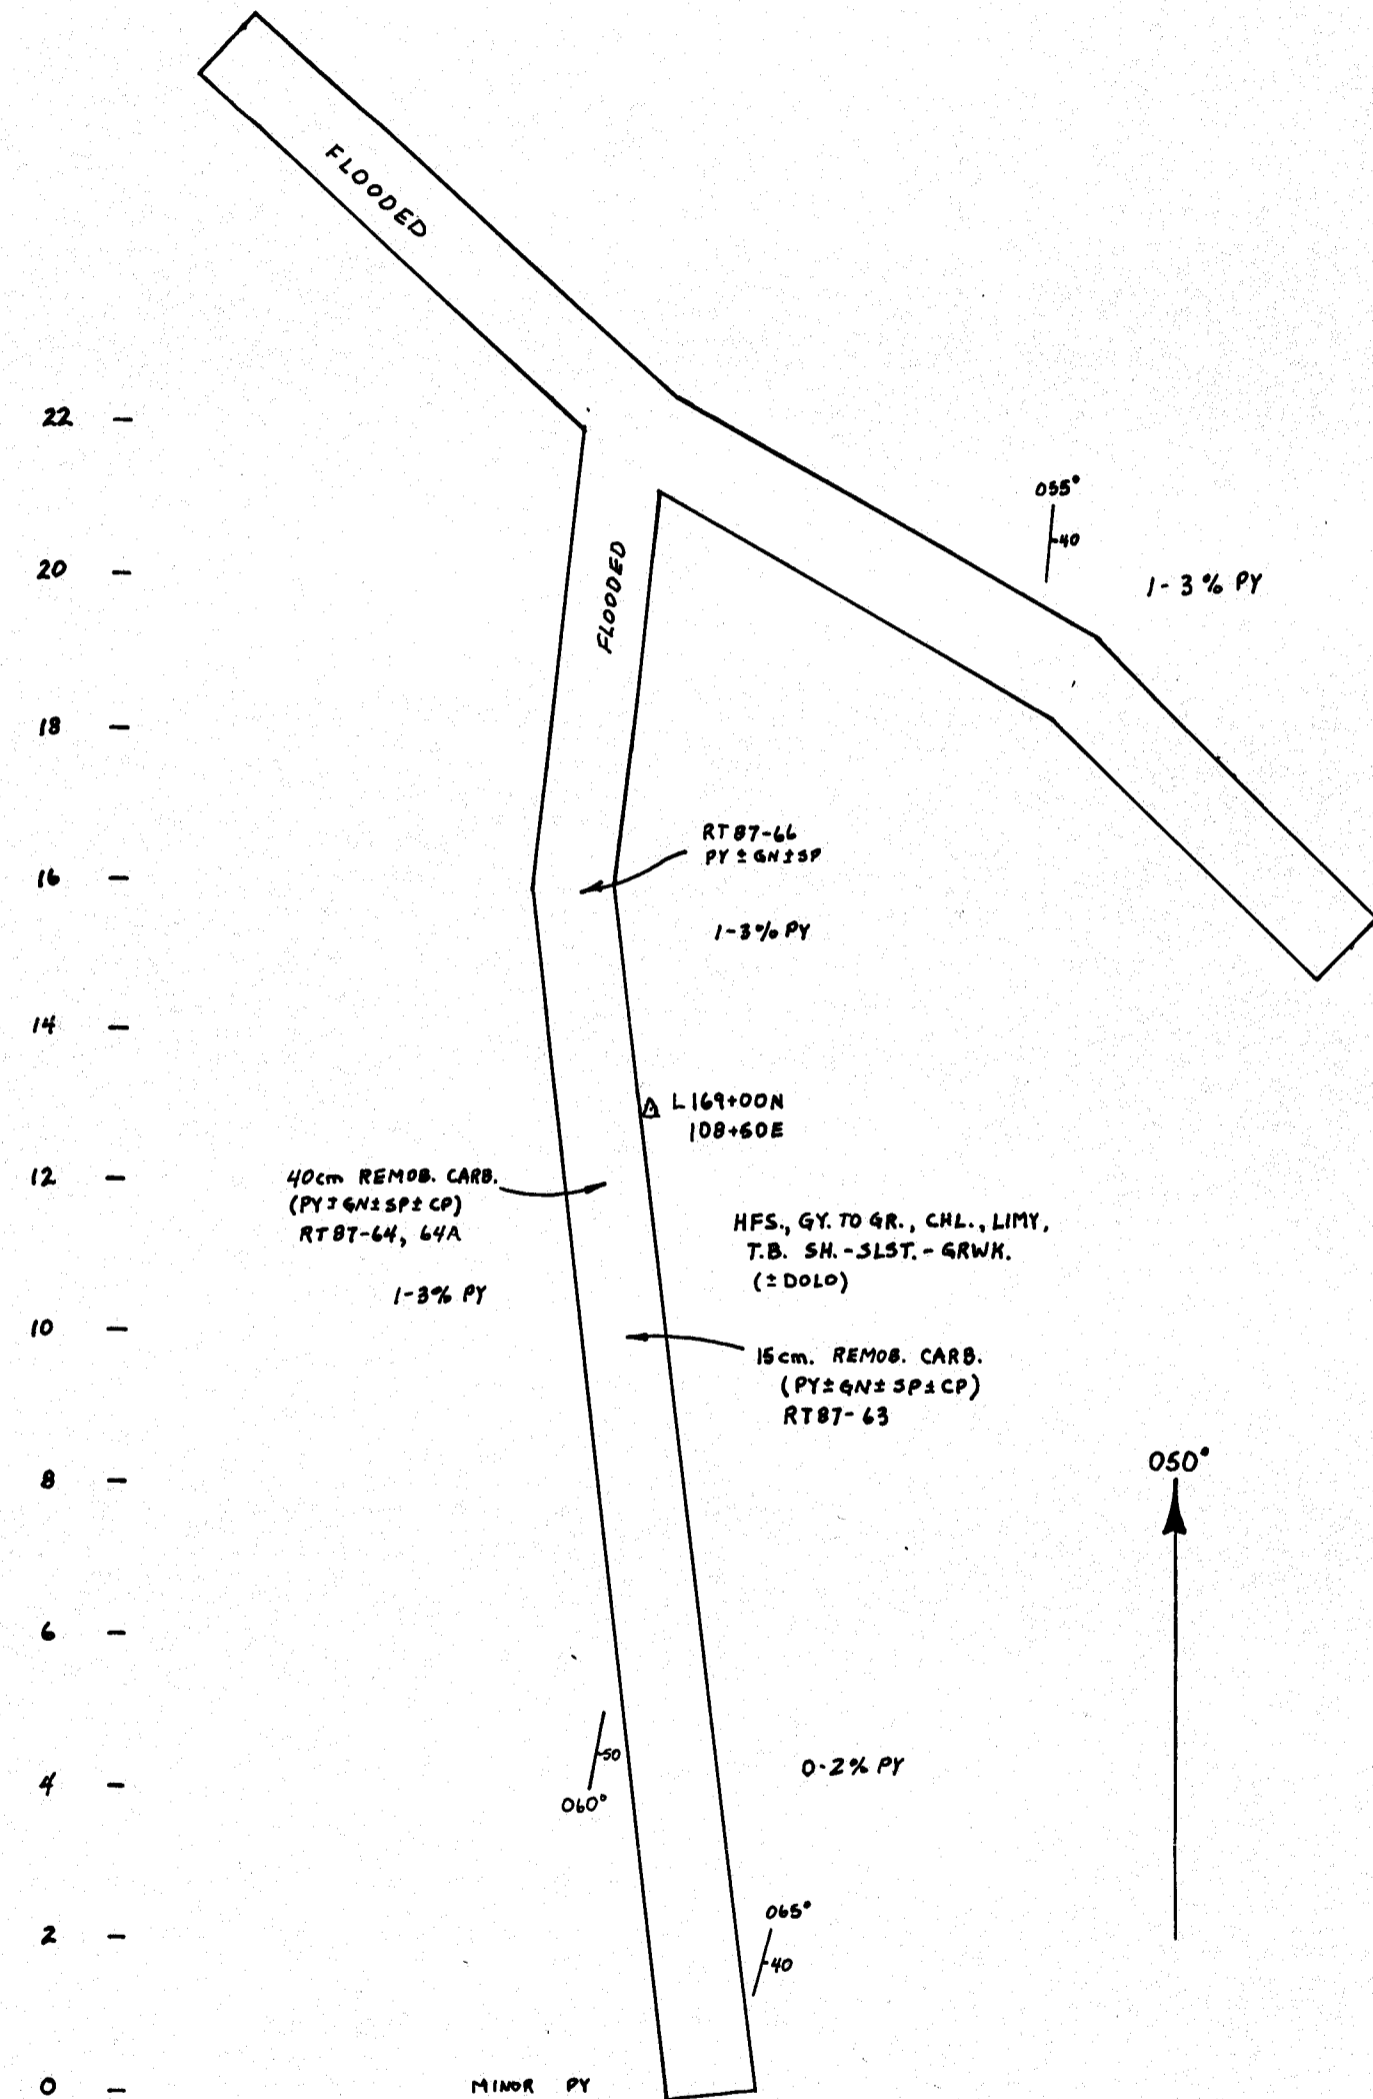 FLOODED
22
055°
40
20
FLOODED
1-3% PY
18
RT87-66
PY ± GN ± SP
16
1-3% PY
14
L169+00N
108+50E
12
40cm REMOB. CARB.
(PY ± GN ± SP ± CP)
RT87-64, 64A
HFS., GY. TO GR., CHL., LIMY,
T.B. SH.-SLST.-GRWK.
(± DOLO)
1-3% PY
10
15cm. REMOB. CARB.
(PY ± GN ± SP ± CP)
RT87-63
050°
8
6
50
060°
4
0-2% PY
065°
40
2
0
MINOR PY